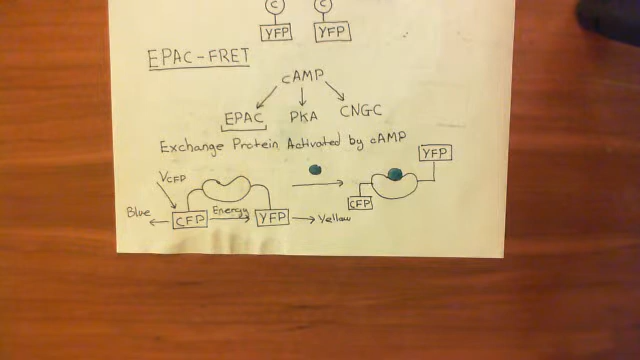 C C
YFP YFP
EPAC-FRET
cAMP
EPAC PKA CNGC
Exchange Protein Activated by cAMP
YFP
VCFP
CFP
Blue CFP Energy YFP Yellow